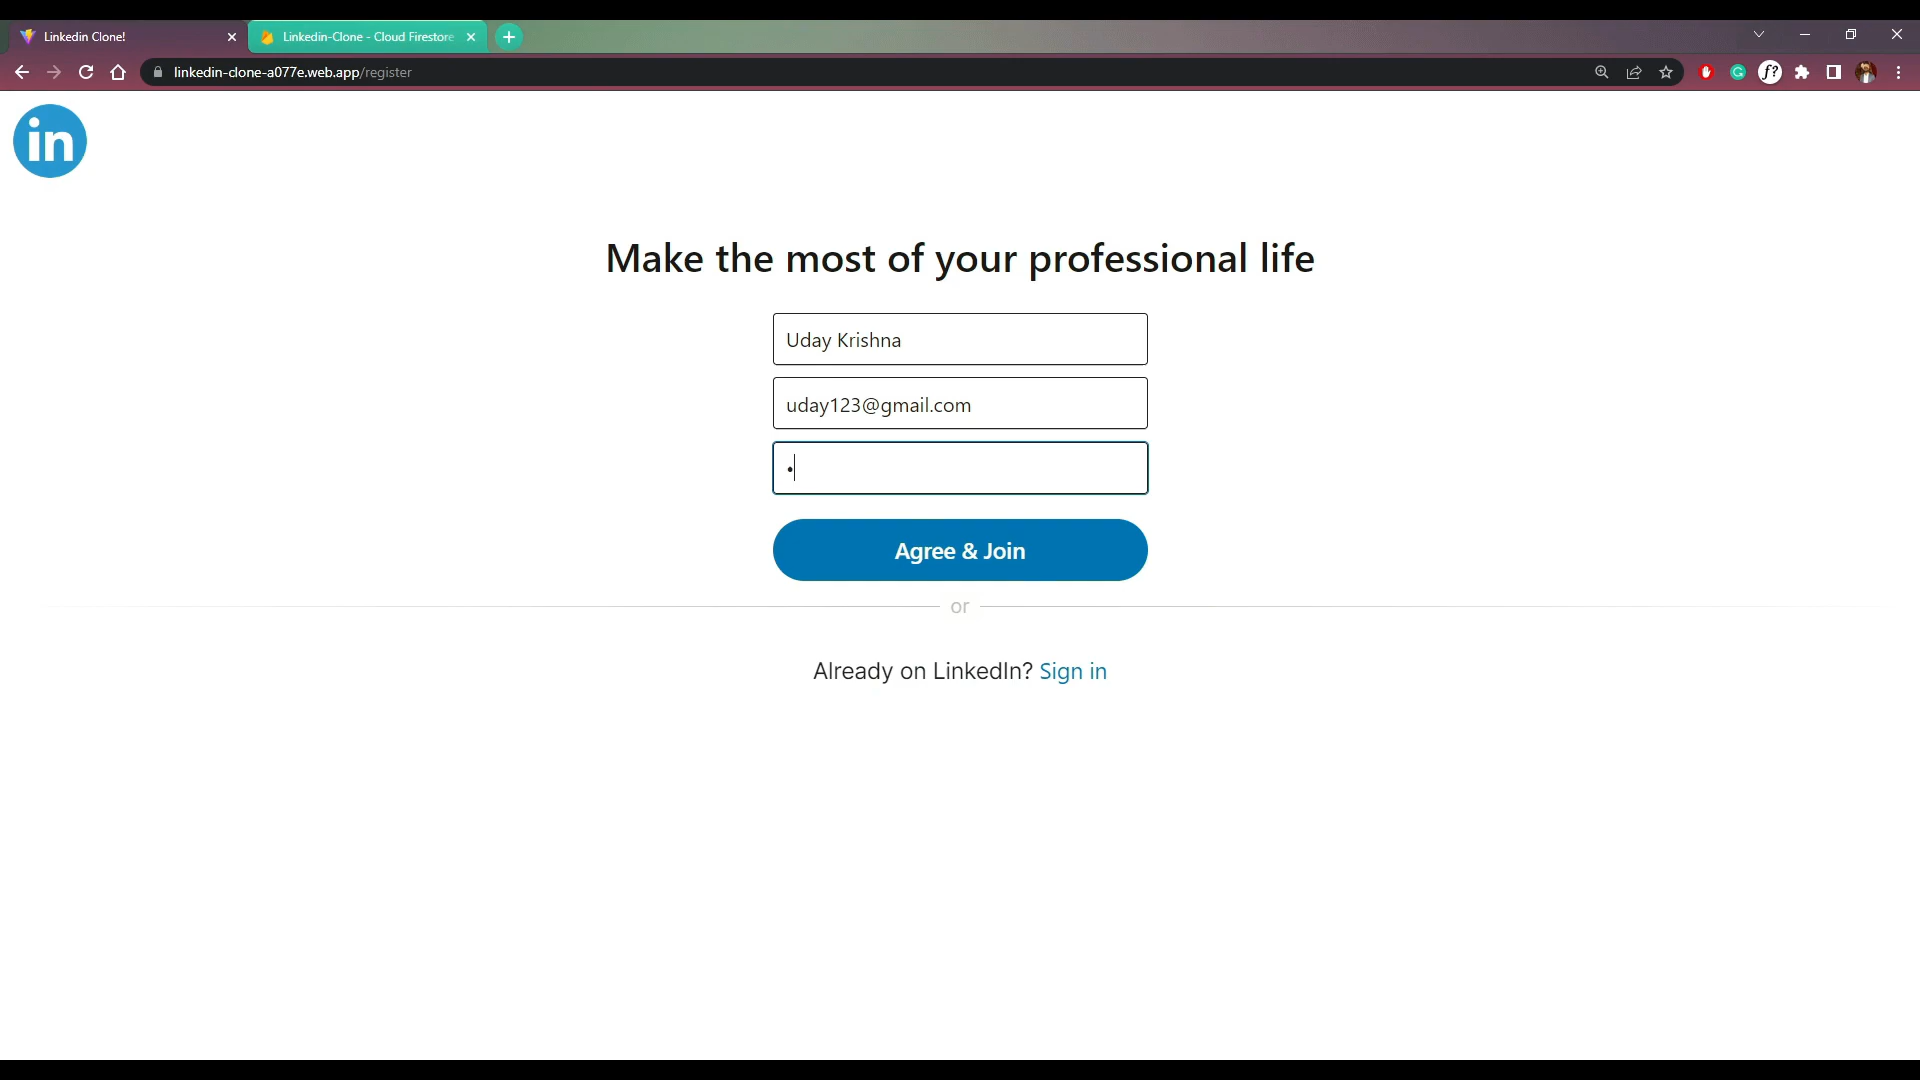 Linkedin Clone!
Linkedin-Clone - Cloud Firestore
linkedin-clone-a077e.web.app/register
f?
in
Make the most of your professional life
Uday Krishna
uday123@gmail.com
•
Agree & Join
or
Already on LinkedIn? Sign in